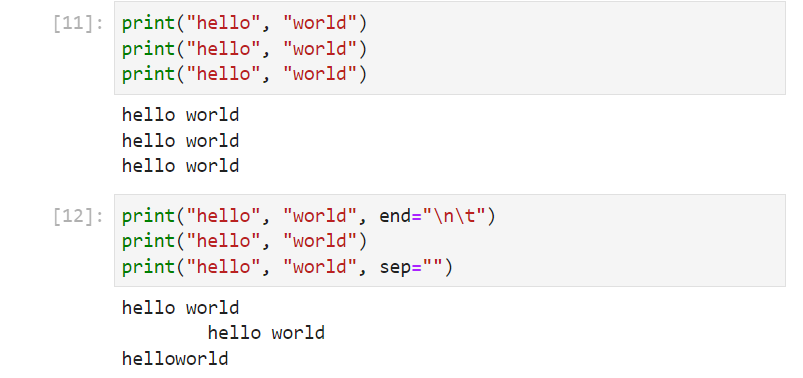 [11]: print("hello", "world")
print("hello", "world")
print("hello", "world")
hello world
hello world
hello world
[12]: print("hello", "world", end="\n\t")
print("hello", "world")
print("hello", "world", sep="")
hello world
        hello world
helloworld